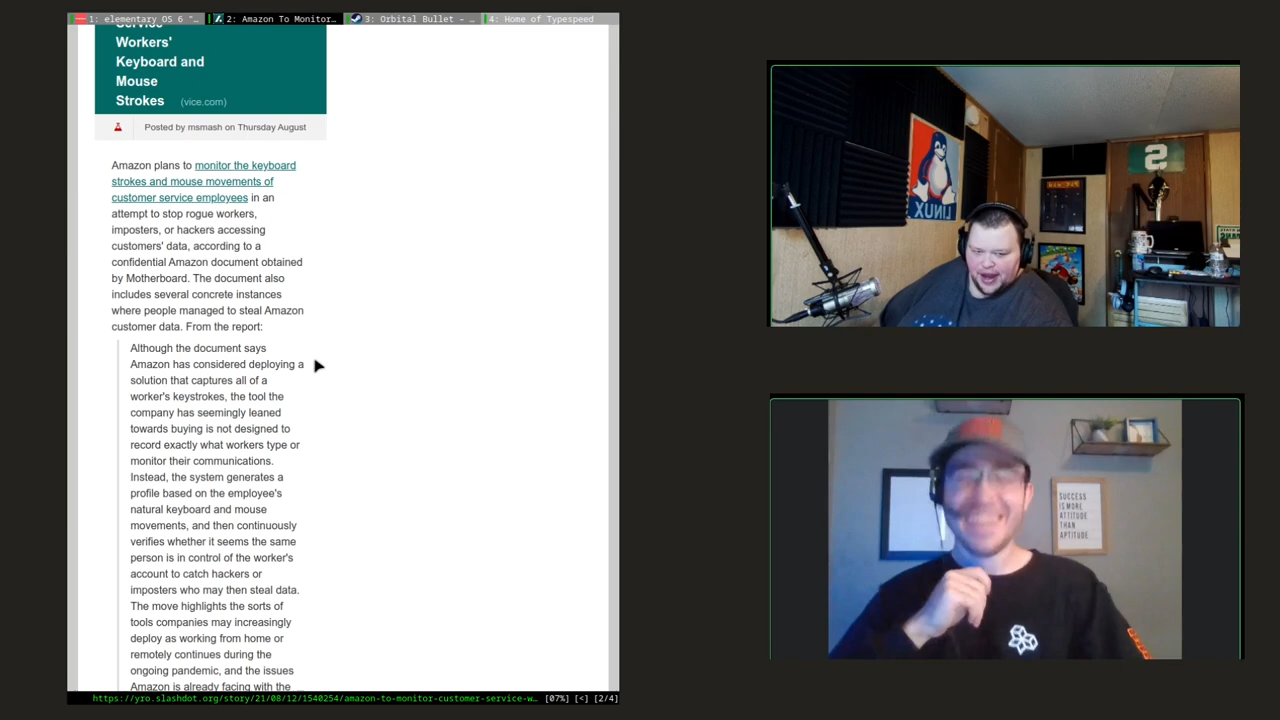 1: elementary OS 6 "…
2: Amazon To Monitor…
3: Orbital Bullet – …
4: Home of Typespeed
Service
Workers'
Keyboard and
Mouse
Strokes (vice.com)
Posted by msmash on Thursday August
Amazon plans to monitor the keyboard
strokes and mouse movements of
customer service employees in an
attempt to stop rogue workers,
imposters, or hackers accessing
customers' data, according to a
confidential Amazon document obtained
by Motherboard. The document also
includes several concrete instances
where people managed to steal Amazon
customer data. From the report:
Although the document says
Amazon has considered deploying a
solution that captures all of a
worker's keystrokes, the tool the
company has seemingly leaned
towards buying is not designed to
record exactly what workers type or
monitor their communications.
Instead, the system generates a
profile based on the employee's
natural keyboard and mouse
movements, and then continuously
verifies whether it seems the same
person is in control of the worker's
account to catch hackers or
imposters who may then steal data.
The move highlights the sorts of
tools companies may increasingly
deploy as working from home or
remotely continues during the
ongoing pandemic, and the issues
Amazon is already facing with the
https://yro.slashdot.org/story/21/08/12/1540254/amazon-to-monitor-customer-service-w… [07%] [<] [2/4]
LINUX
S
SUCCESS
IS MORE
ATTITUDE
THAN
APTITUDE